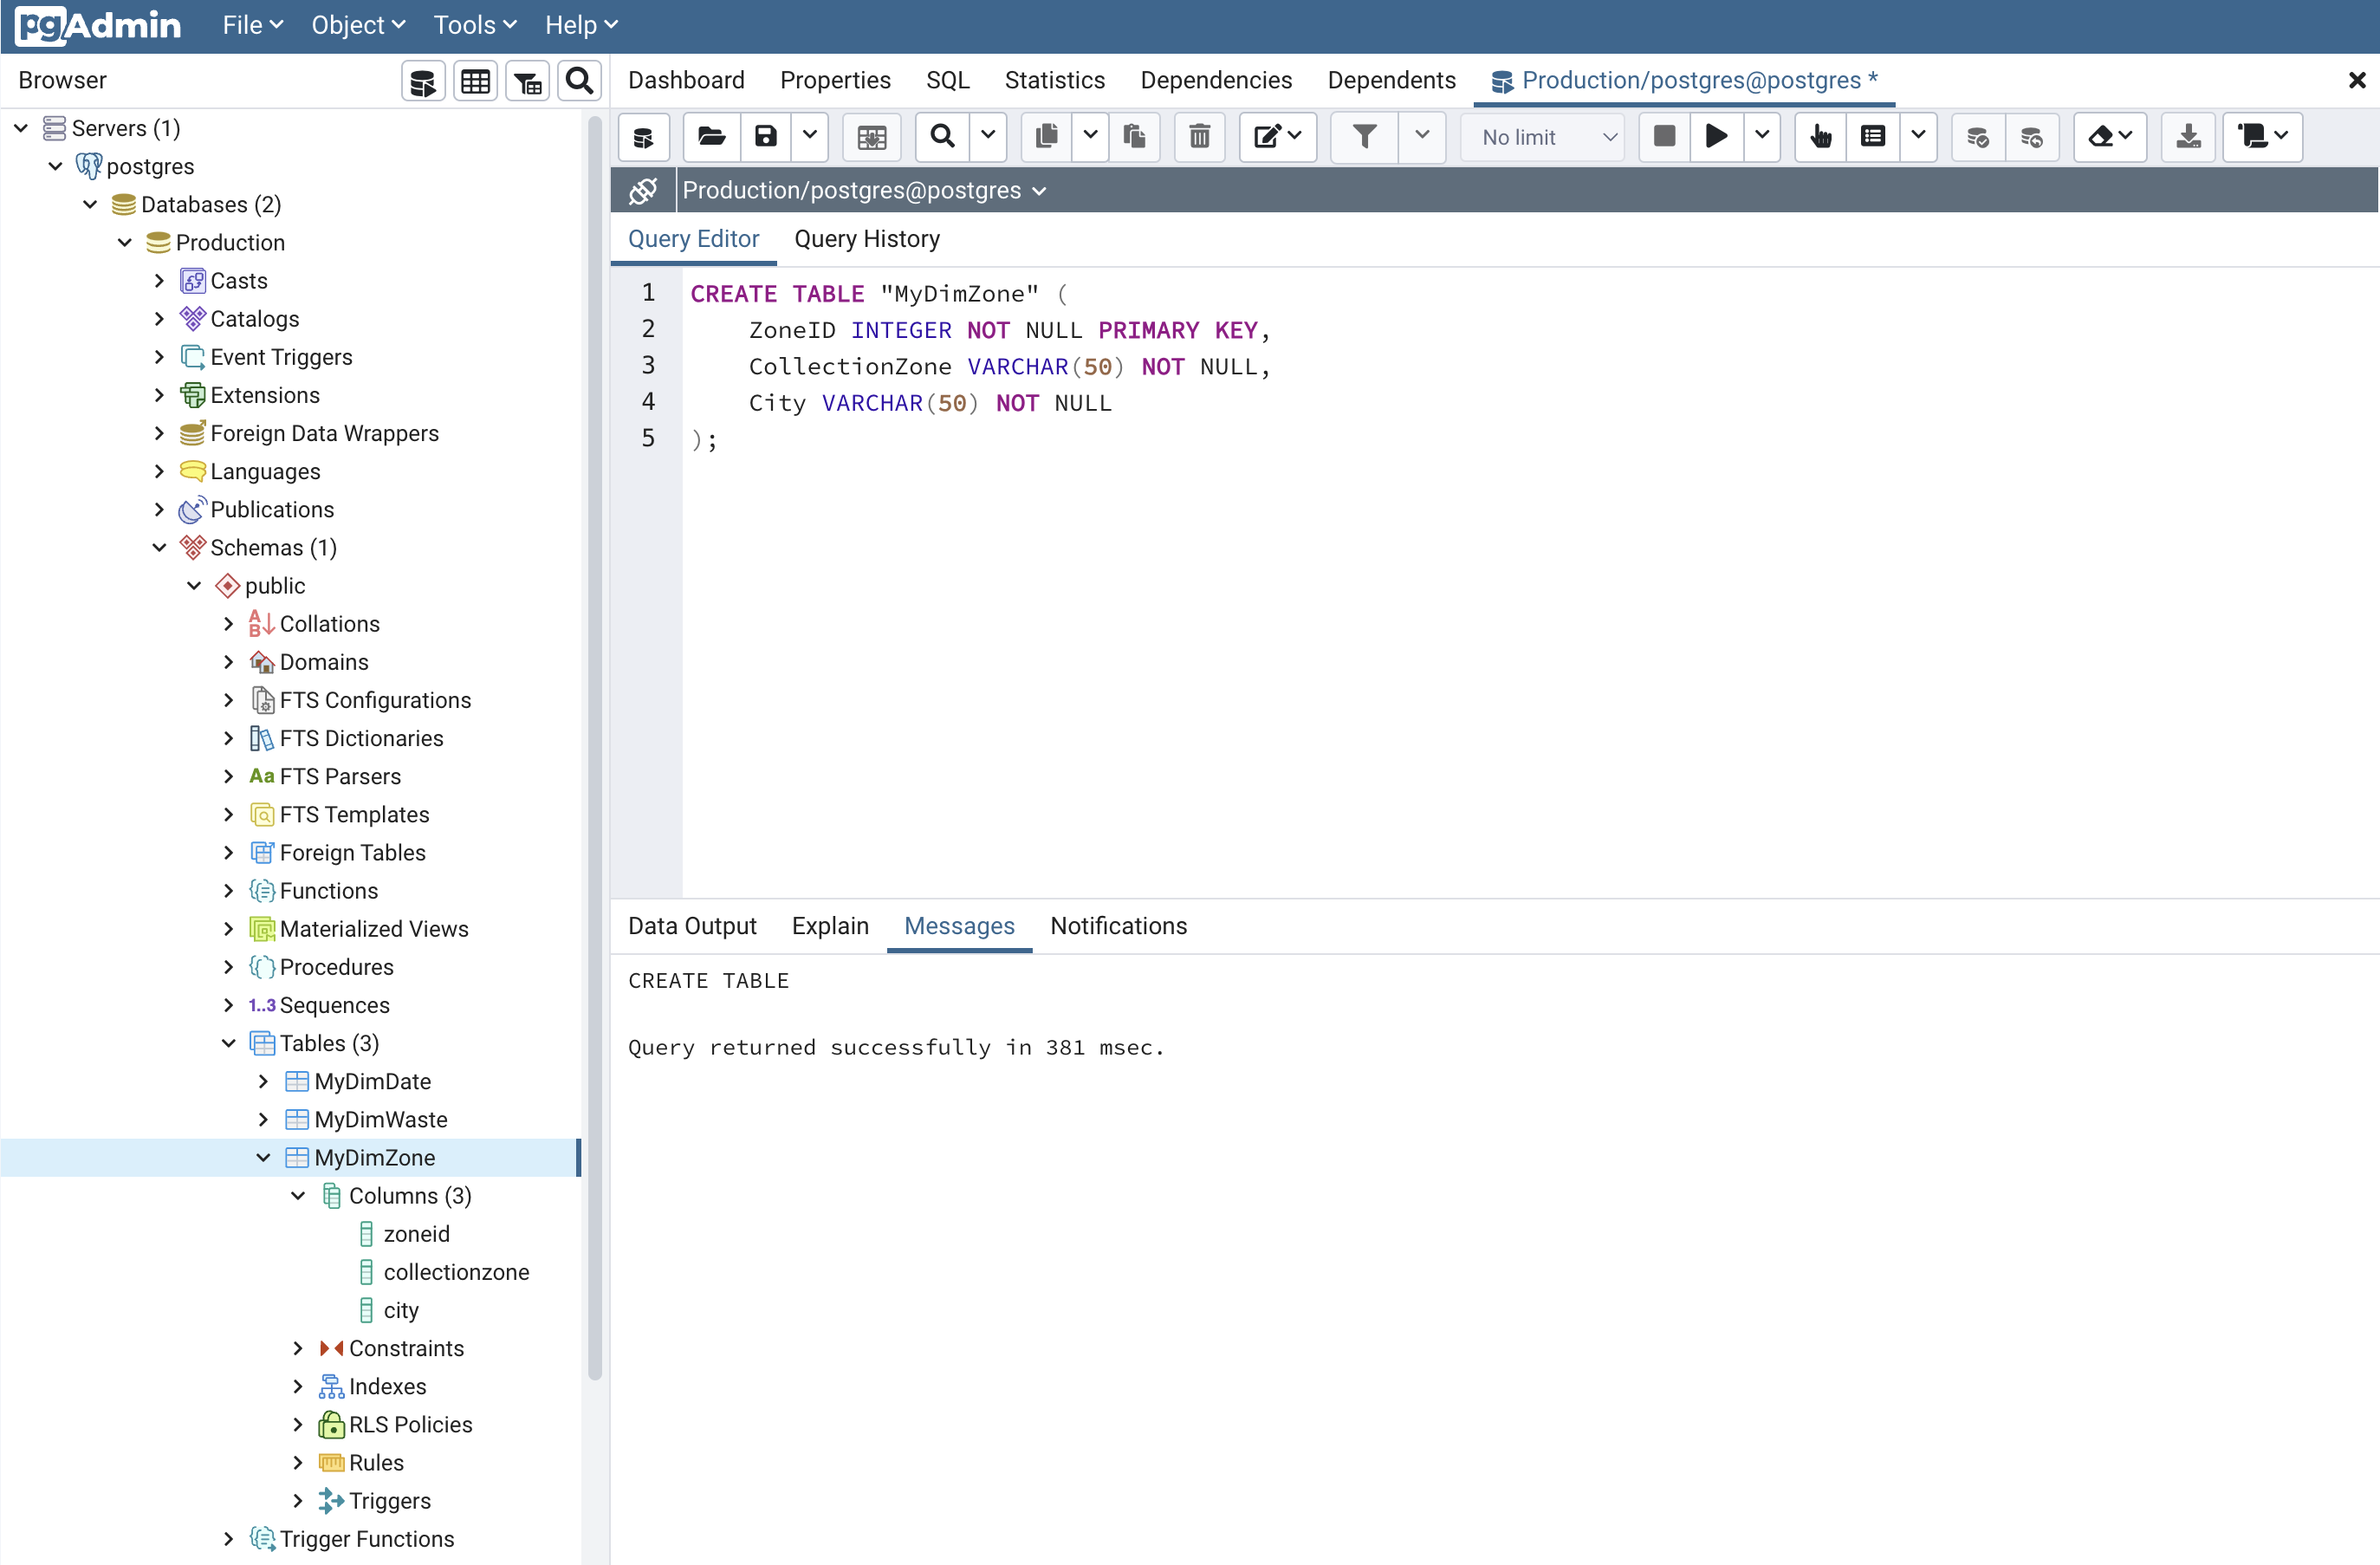 pgAdmin File Object Tools Help
Browser
Dashboard Properties SQL Statistics Dependencies Dependents Production/postgres@postgres *
Servers (1)
postgres
Databases (2)
Production
Casts
Catalogs
Event Triggers
Extensions
Foreign Data Wrappers
Languages
Publications
Schemas (1)
public
Collations
Domains
FTS Configurations
FTS Dictionaries
Aa FTS Parsers
FTS Templates
Foreign Tables
Functions
Materialized Views
Procedures
1..3 Sequences
Tables (3)
MyDimDate
MyDimWaste
MyDimZone
Columns (3)
zoneid
collectionzone
city
Constraints
Indexes
RLS Policies
Rules
Triggers
Trigger Functions
No limit
Production/postgres@postgres
Query Editor Query History
1 CREATE TABLE "MyDimZone" (
2 ZoneID INTEGER NOT NULL PRIMARY KEY,
3 CollectionZone VARCHAR(50) NOT NULL,
4 City VARCHAR(50) NOT NULL
5 );
Data Output Explain Messages Notifications
CREATE TABLE
Query returned successfully in 381 msec.